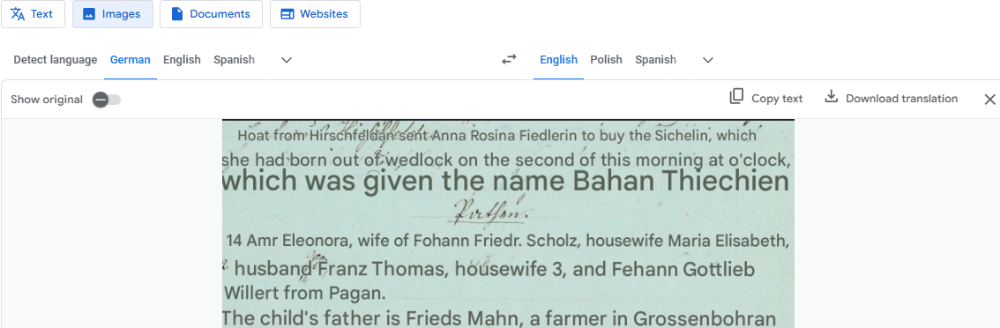 Text Images Documents Websites
Detect language German English Spanish English Polish Spanish
Show original Copy text Download translation
Hoat from Hirschfeldan sent Anna Rosina Fiedlerin to buy the Sichelin, which
she had born out of wedlock on the second of this morning at o'clock,
which was given the name Bahan Thiechien
Pathen.
14 Amr Eleonora, wife of Fohann Friedr. Scholz, housewife Maria Elisabeth,
husband Franz Thomas, housewife 3, and Fehann Gottlieb
Willert from Pagan.
The child's father is Frieds Mahn, a farmer in Grossenbohran